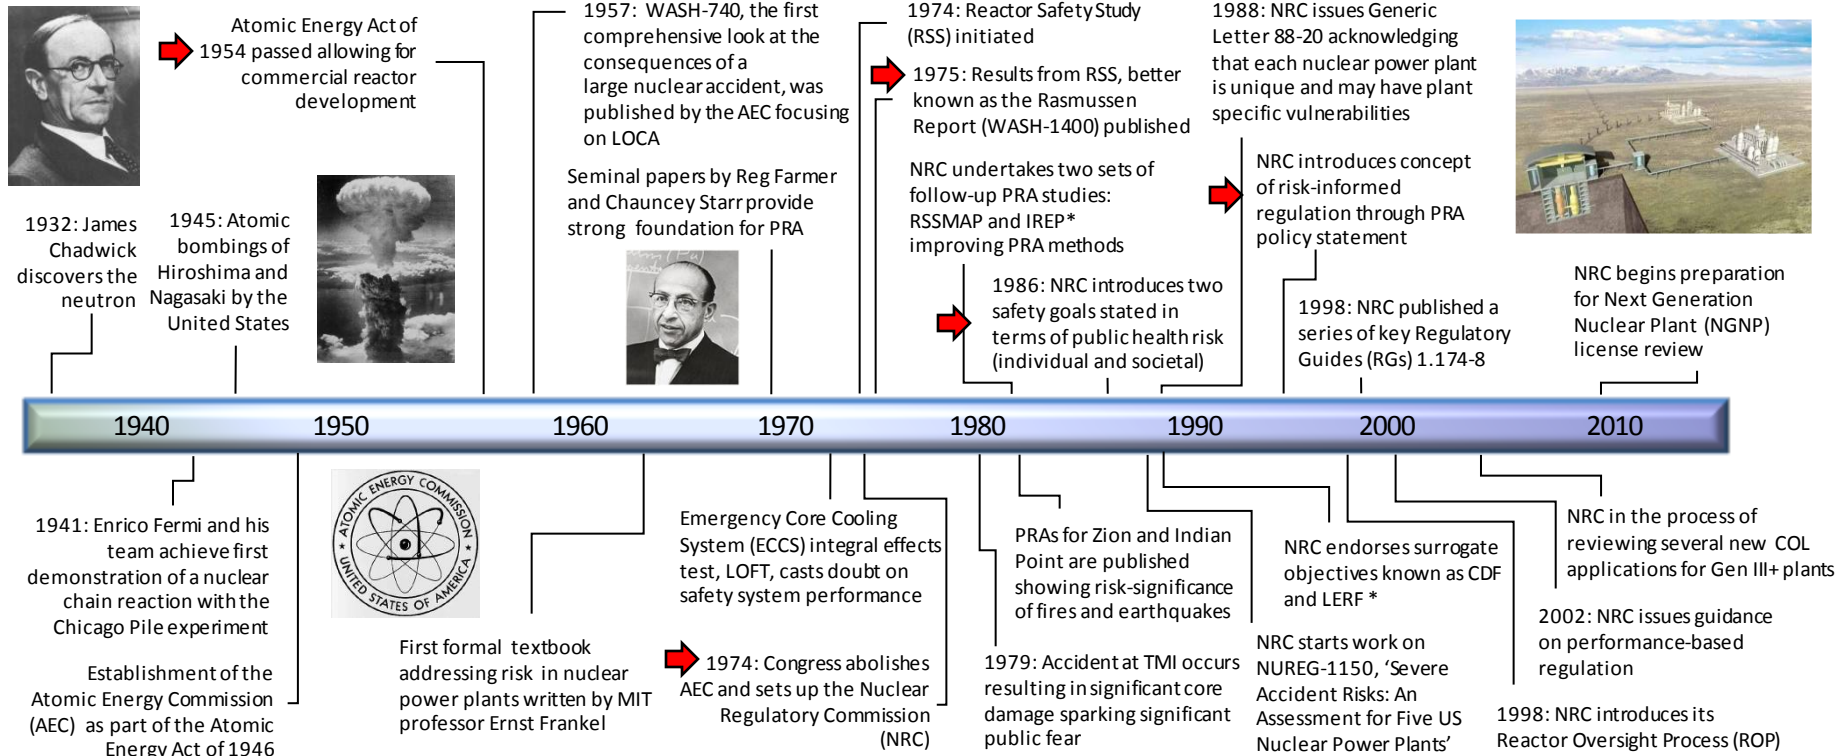 Atomic Energy Act of
1954 passed allowing for
commercial reactor
development
1957: WASH-740, the first
comprehensive look at the
consequences of a
large nuclear accident, was
published by the AEC focusing
on LOCA
1974: Reactor Safety Study
(RSS) initiated
1975: Results from RSS, better
known as the Rasmussen
Report (WASH-1400) published
1988: NRC issues Generic
Letter 88-20 acknowledging
that each nuclear power plant
is unique and may have plant
specific vulnerabilities
1932: James
Chadwick
discovers the
neutron
1945: Atomic
bombings of
Hiroshima and
Nagasaki by the
United States
Seminal papers by Reg Farmer
and Chauncey Starr provide
strong foundation for PRA
NRC undertakes two sets of
follow-up PRA studies:
RSSMAP and IREP*
improving PRA methods
1986: NRC introduces two
safety goals stated in
terms of public health risk
(individual and societal)
NRC introduces concept
of risk-informed
regulation through PRA
policy statement
1998: NRC published a
series of key Regulatory
Guides (RGs) 1.174-8
NRC begins preparation
for Next Generation
Nuclear Plant (NGNP)
license review
1940 1950 1960 1970 1980 1990 2000 2010
1941: Enrico Fermi and his
team achieve first
demonstration of a nuclear
chain reaction with the
Chicago Pile experiment
Establishment of the
Atomic Energy Commission
(AEC) as part of the Atomic
Energy Act of 1946
ATOMIC ENERGY COMMISSION
★ UNITED STATES OF AMERICA ★
First formal textbook
addressing risk in nuclear
power plants written by MIT
professor Ernst Frankel
Emergency Core Cooling
System (ECCS) integral effects
test, LOFT, casts doubt on
safety system performance
1974: Congress abolishes
AEC and sets up the Nuclear
Regulatory Commission
(NRC)
PRAs for Zion and Indian
Point are published
showing risk-significance
of fires and earthquakes
1979: Accident at TMI occurs
resulting in significant core
damage sparking significant
public fear
NRC endorses surrogate
objectives known as CDF
and LERF *
NRC starts work on
NUREG-1150, ‘Severe
Accident Risks: An
Assessment for Five US
Nuclear Power Plants’
NRC in the process of
reviewing several new COL
applications for Gen III+ plants
2002: NRC issues guidance
on performance-based
regulation
1998: NRC introduces its
Reactor Oversight Process (ROP)